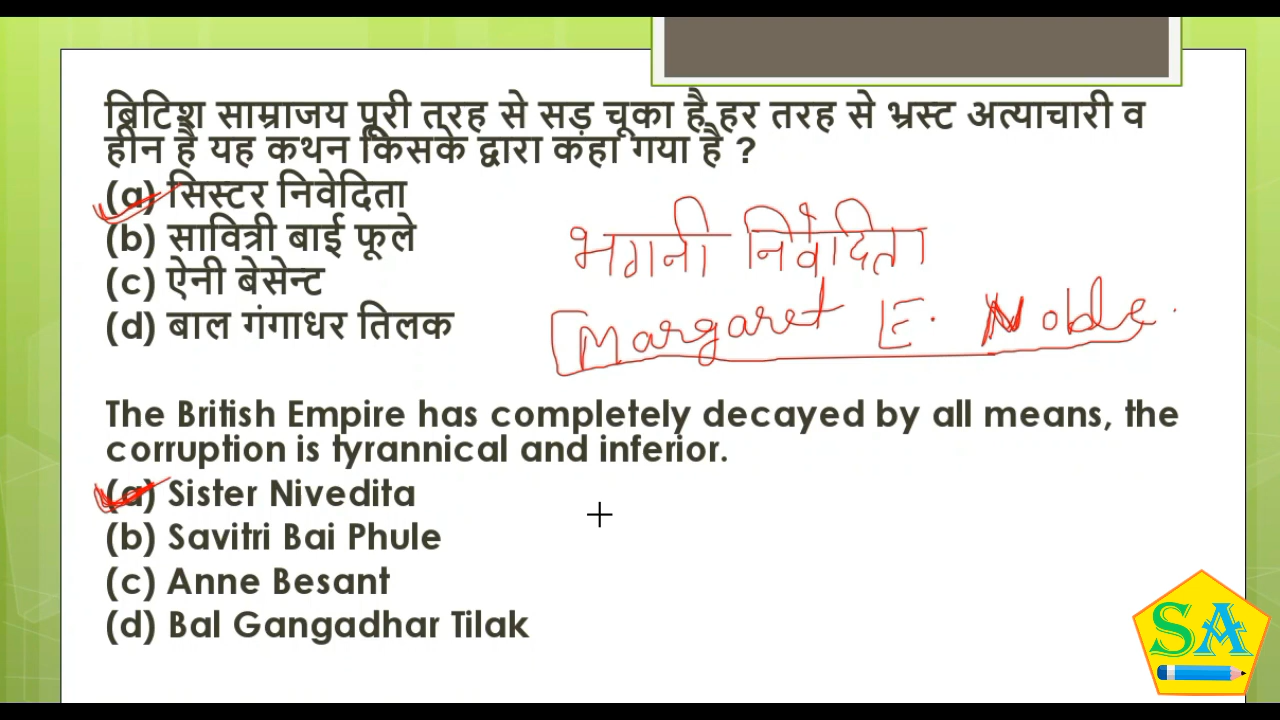 ब्रिटिश साम्राजय पूरी तरह से सड़ चूका है हर तरह से भ्रस्ट अत्याचारी व
हीन है यह कथन किसके द्वारा कहा गया है ?
(a) सिस्टर निवेदिता
(b) सावित्री बाई फूले
(c) ऐनी बेसेन्ट
(d) बाल गंगाधर तिलक
भगनी निवेदिता
Margaret E. Noble.
The British Empire has completely decayed by all means, the
corruption is tyrannical and inferior.
(a) Sister Nivedita
(b) Savitri Bai Phule
(c) Anne Besant
(d) Bal Gangadhar Tilak
SA